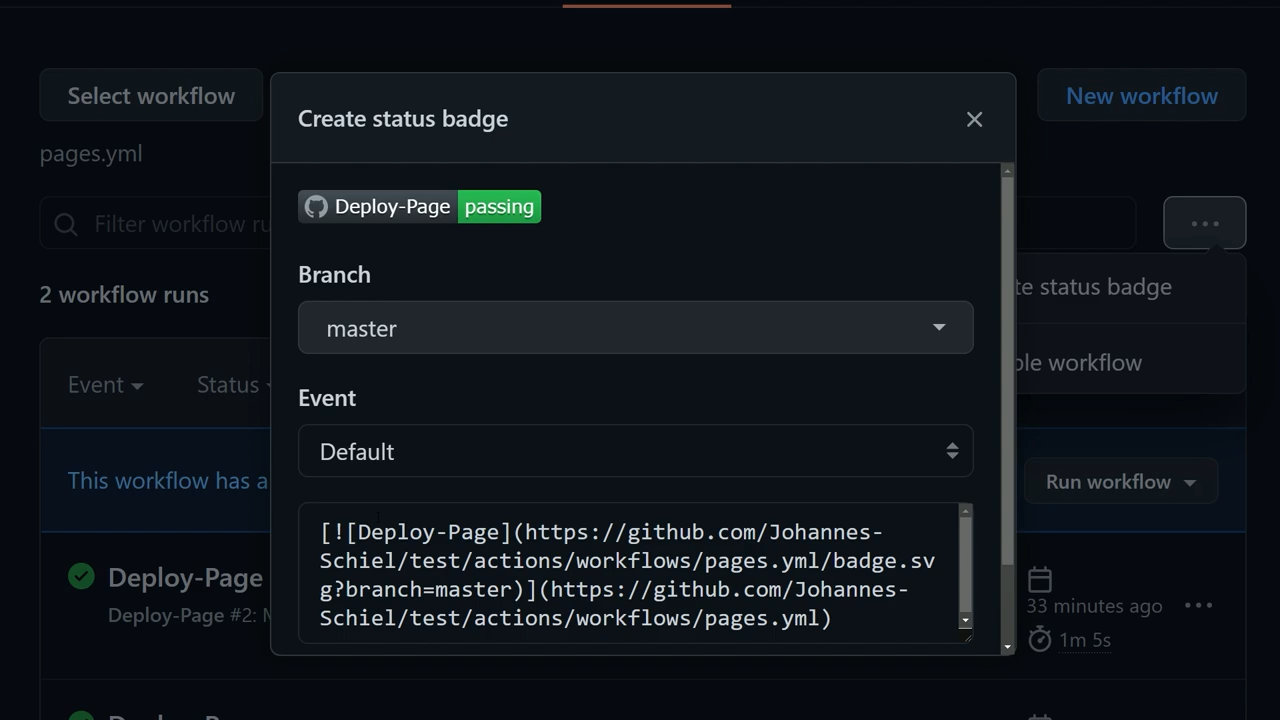 Select workflow
Create status badge
New workflow
pages.yml
Deploy-Page passing
Filter workflow ru
Branch
te status badge
2 workflow runs
master
ble workflow
Event
Status
Event
Default
This workflow has a
Run workflow
[![Deploy-Page](https://github.com/Johannes-
Schiel/test/actions/workflows/pages.yml/badge.sv
g?branch=master)](https://github.com/Johannes-
Schiel/test/actions/workflows/pages.yml)
Deploy-Page
33 minutes ago
Deploy-Page #2:
1m 5s